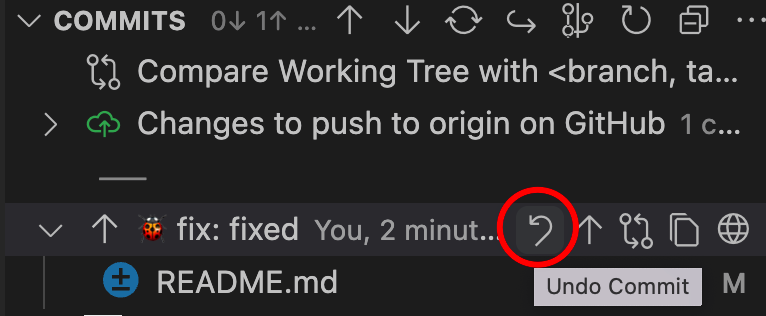 COMMITS 0↓ 1↑ ...
Compare Working Tree with <branch, ta...
Changes to push to origin on GitHub 1 c...
🐞 fix: fixed You, 2 minut...
README.md M
Undo Commit